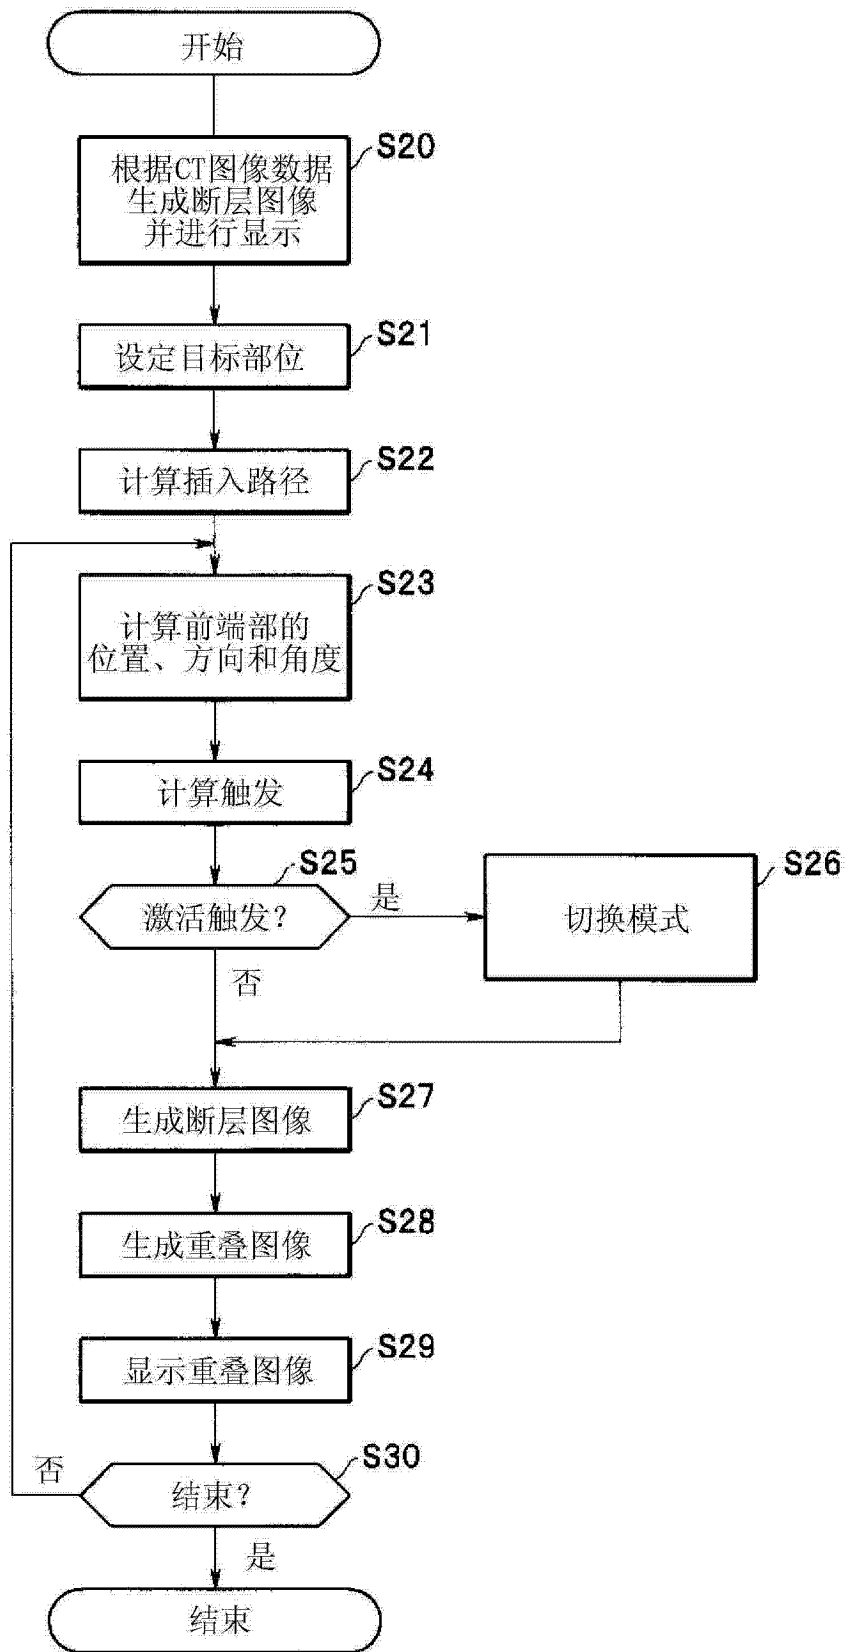 开始
S20
根据CT图像数据
生成断层图像
并进行显示
S21
设定目标部位
S22
计算插入路径
S23
计算前端部的
位置、方向和角度
S24
计算触发
S25
激活触发?
是
S26
切换模式
否
S27
生成断层图像
S28
生成重叠图像
S29
显示重叠图像
S30
否
结束?
是
结束